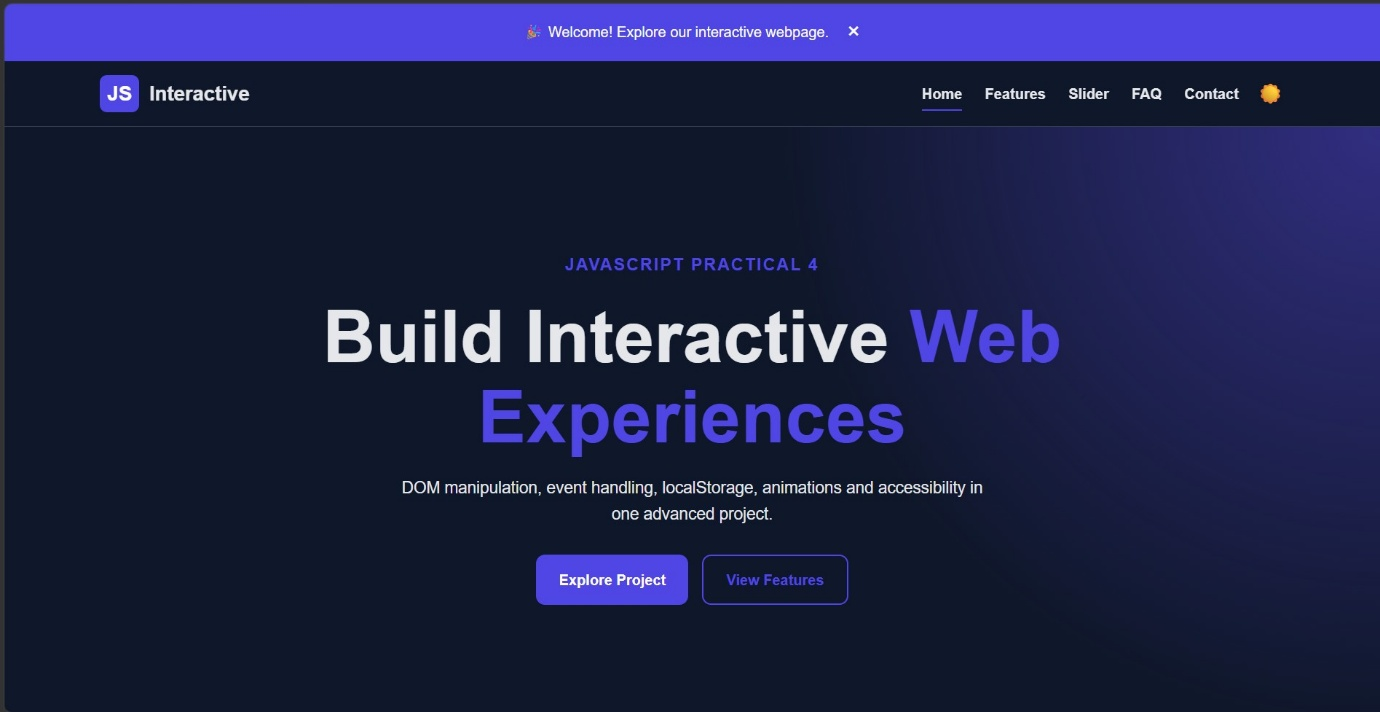 🎉 Welcome! Explore our interactive webpage. ✕
JS Interactive
Home Features Slider FAQ Contact
JAVASCRIPT PRACTICAL 4
Build Interactive Web
Experiences
DOM manipulation, event handling, localStorage, animations and accessibility in
one advanced project.
Explore Project View Features